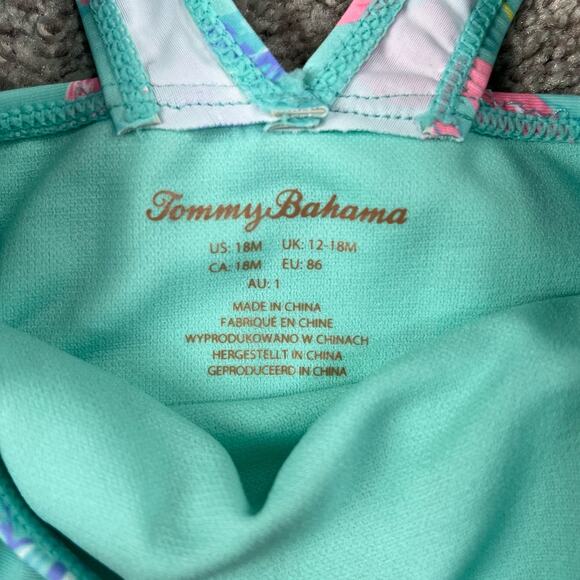 Tommy Bahama
US: 18M UK: 12-18M
CA: 18M EU: 86
AU: 1
MADE IN CHINA
FABRIQUÉ EN CHINE
WYPRODUKOWANO W CHINACH
HERGESTELLT IN CHINA
GEPRODUCEERD IN CHINA